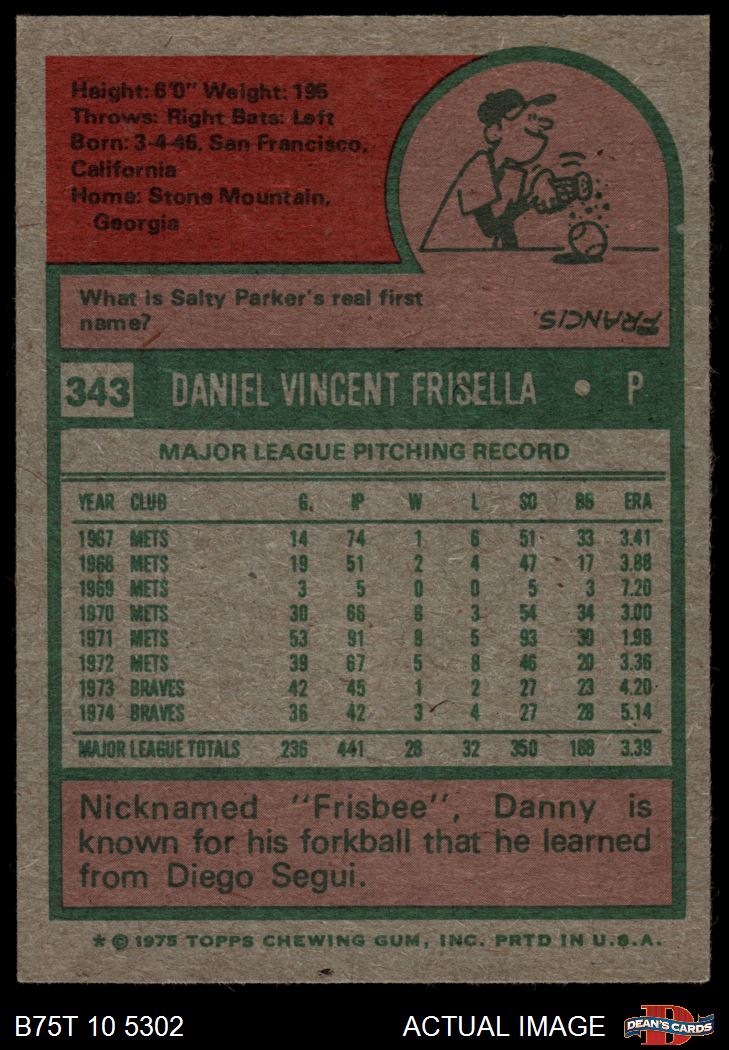 Height: 6'0" Weight: 195
Throws: Right Bats: Left
Born: 3-4-46, San Francisco,
California
Home: Stone Mountain,
Georgia
What is Salty Parker's real first
name?
FRANCIS.
343 DANIEL VINCENT FRISELLA • P
MAJOR LEAGUE PITCHING RECORD
YEAR CLUB G. IP W L SO BB ERA
1967 METS 14 74 1 6 51 33 3.41
1968 METS 19 51 2 4 47 17 3.88
1969 METS 3 5 0 0 5 3 7.20
1970 METS 30 66 8 3 54 34 3.00
1971 METS 53 91 8 5 93 30 1.98
1972 METS 39 67 5 8 46 20 3.36
1973 BRAVES 42 45 1 2 27 23 4.20
1974 BRAVES 36 42 3 4 27 28 5.14
MAJOR LEAGUE TOTALS 236 441 28 32 350 188 3.39
Nicknamed "Frisbee", Danny is
known for his forkball that he learned
from Diego Segui.
* © 1975 TOPPS CHEWING GUM, INC. PRTD IN U.S.A.
B75T 10 5302 ACTUAL IMAGE D DEAN'S CARDS